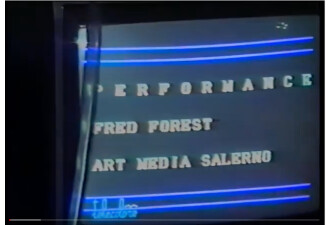 PERFORMANCE
FRED FOREST
ART MEDIA SALERNO